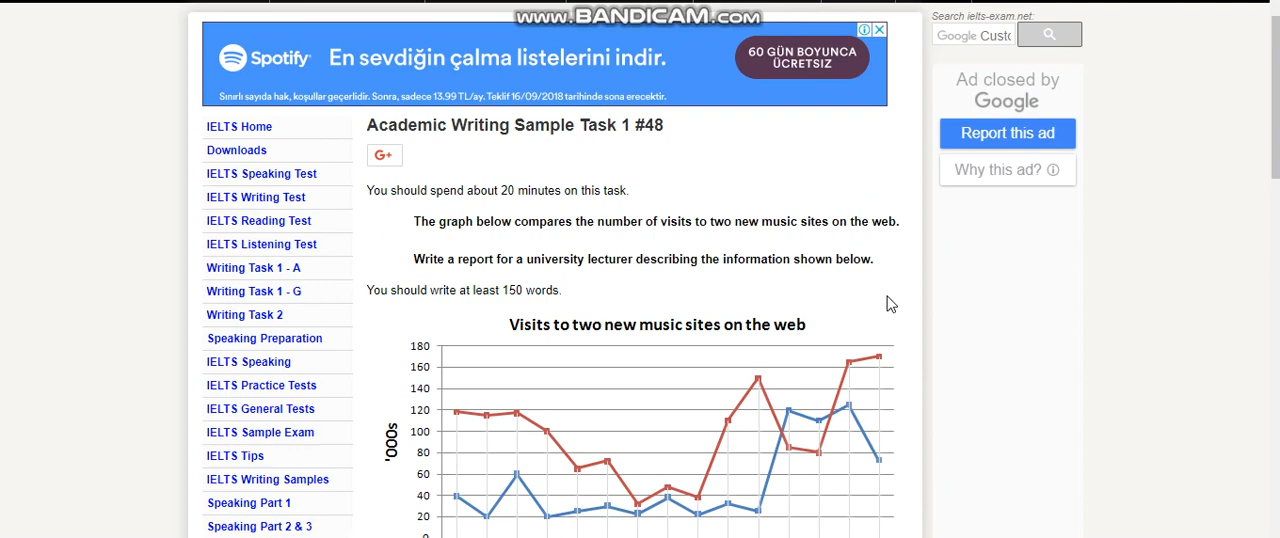 www.BANDICAM.com
Search ielts-exam.net:
Google Custo
Spotify
En sevdiğin çalma listelerini indir.
60 GÜN BOYUNCA
ÜCRETSIZ
Sınırlı sayıda hak, koşullar geçerlidir. Sonra, sadece 13.99 TL/ay. Teklif 16/09/2018 tarihinde sona erecektir.
Ad closed by
Google
Report this ad
Why this ad?
IELTS Home
Downloads
IELTS Speaking Test
IELTS Writing Test
IELTS Reading Test
IELTS Listening Test
Writing Task 1 - A
Writing Task 1 - G
Writing Task 2
Speaking Preparation
IELTS Speaking
IELTS Practice Tests
IELTS General Tests
IELTS Sample Exam
IELTS Tips
IELTS Writing Samples
Speaking Part 1
Speaking Part 2 & 3
Academic Writing Sample Task 1 #48
G+
You should spend about 20 minutes on this task.
The graph below compares the number of visits to two new music sites on the web.
Write a report for a university lecturer describing the information shown below.
You should write at least 150 words.
Visits to two new music sites on the web
'000s
180
160
140
120
100
80
60
40
20
0